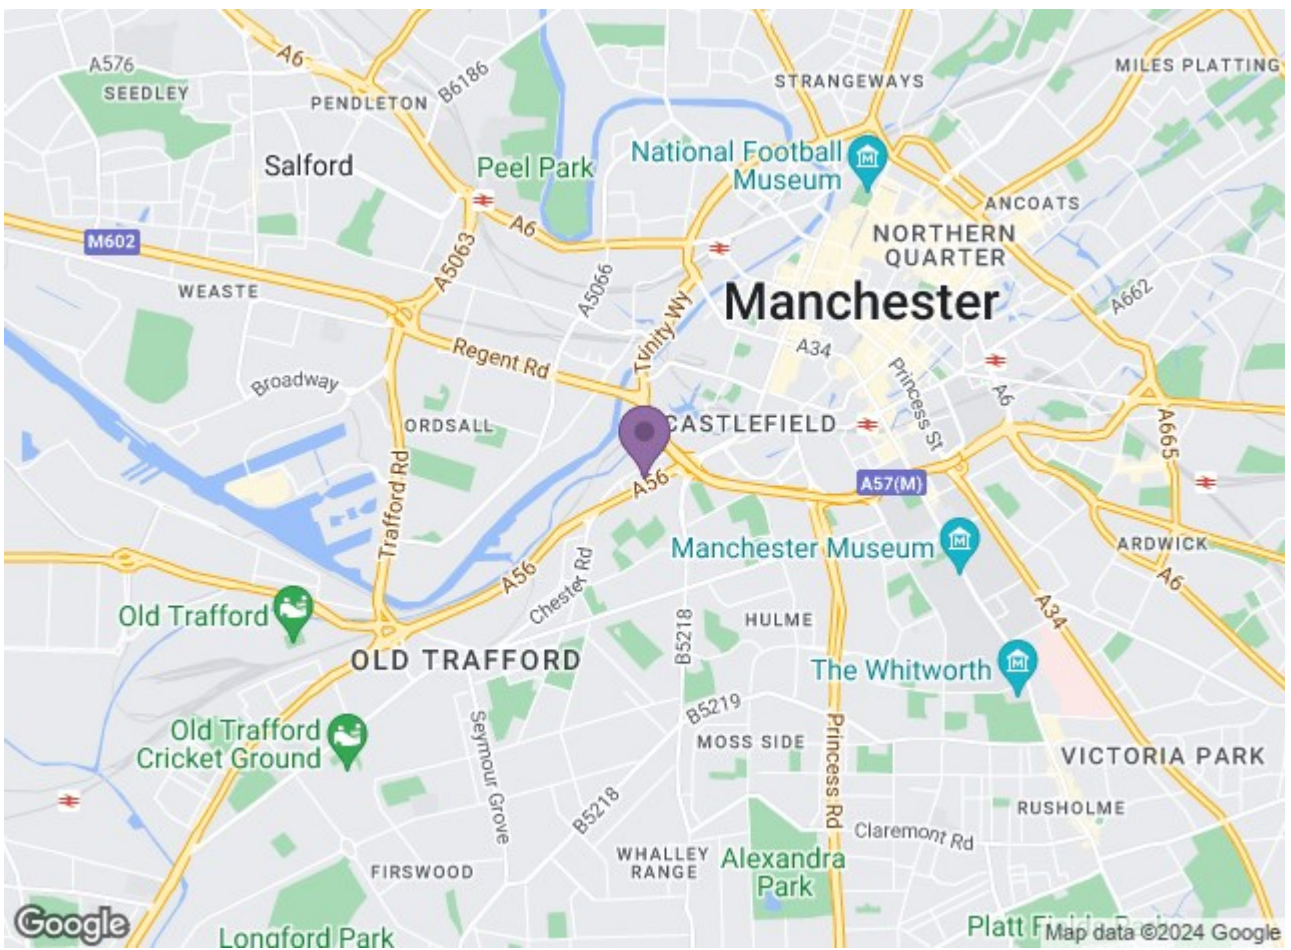 A6
A576
SEEDLEY
PENDLETON
B6186
STRANGEWAYS
MILES PLATTING
Salford
Peel Park
National Football
Museum
A6
ANCOATS
NORTHERN
QUARTER
M602
A5063
WEASTE
A5066
Trinity Wy
Manchester
A662
Regent Rd
A34
Princess St
A6
Broadway
ORDSALL
CASTLEFIELD
A665
Trafford Rd
A56
A57(M)
Manchester Museum
ARDWICK
A6
A56
Chester Rd
Old Trafford
B5218
HULME
A34
OLD TRAFFORD
The Whitworth
B5219
Old Trafford
Cricket Ground
Seymour Grove
MOSS SIDE
Princess Rd
VICTORIA PARK
RUSHOLME
B5218
Claremont Rd
FIRSWOOD
WHALLEY
RANGE
Alexandra
Park
Google
Longford Park
Platt Fields Park
Map data ©2024 Google